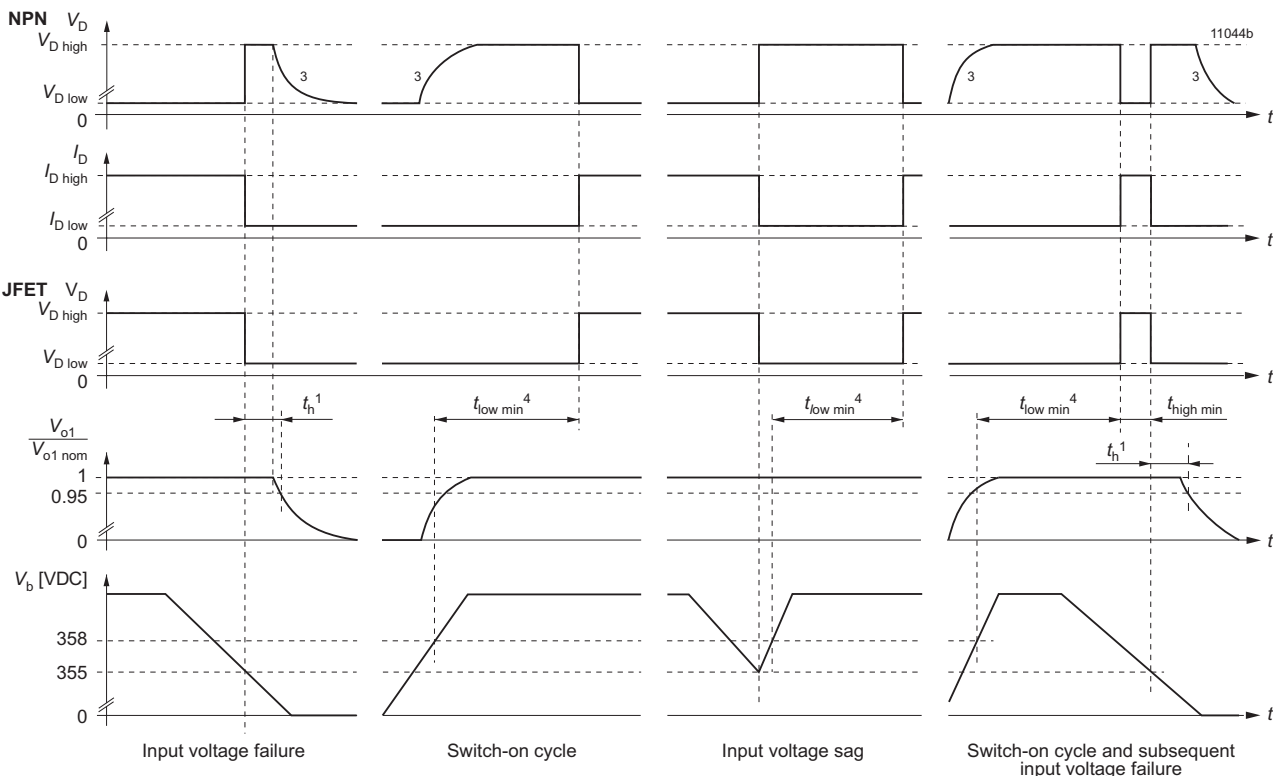 NPN V_D
V_D high
11044b
3 3 3 3
V_D low
0 t
I_D
I_D high
I_D low
0 t
JFET V_D
V_D high
V_D low
0 t
t_h^1 t_low min^4 t_low min^4 t_low min^4 t_high min
V_o1
V_o1 nom
t_h^1
1
0.95
0 t
V_b [VDC]
358
355
0 t
Input voltage failure Switch-on cycle Input voltage sag Switch-on cycle and subsequent
input voltage failure